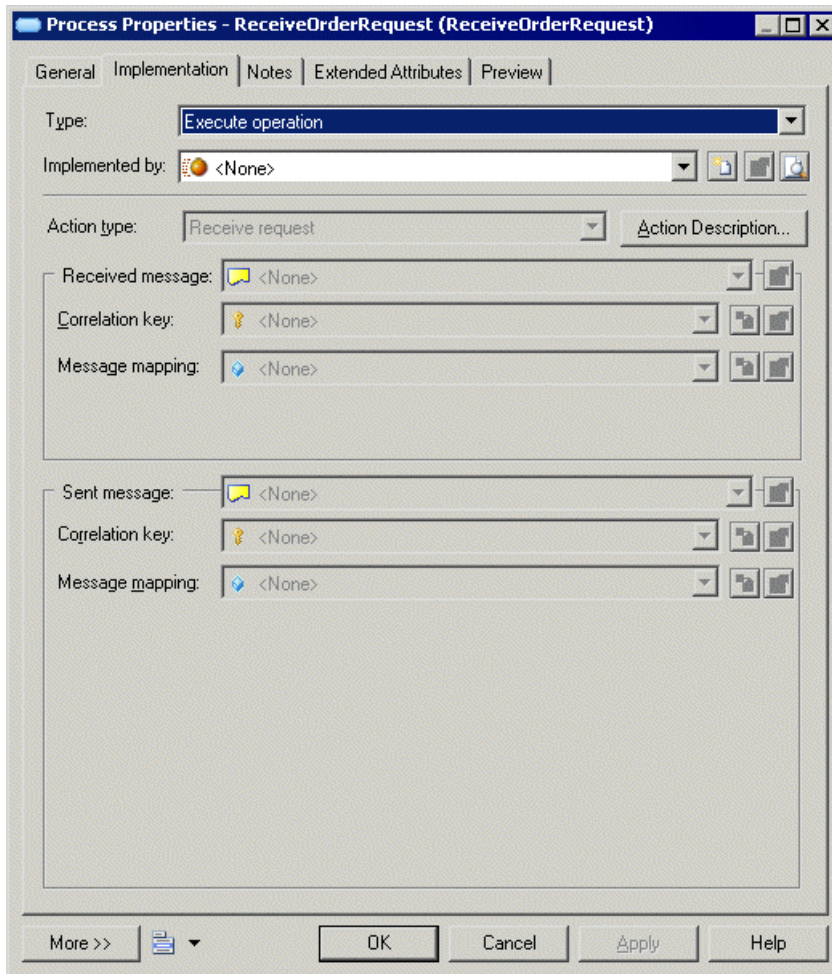 Process Properties - ReceiveOrderRequest (ReceiveOrderRequest)
General Implementation Notes Extended Attributes Preview
Type: Execute operation
Implemented by: <None>
Action type: Receive request Action Description...
Received message: <None>
Correlation key: <None>
Message mapping: <None>
Sent message: <None>
Correlation key: <None>
Message mapping: <None>
More >> OK Cancel Apply Help